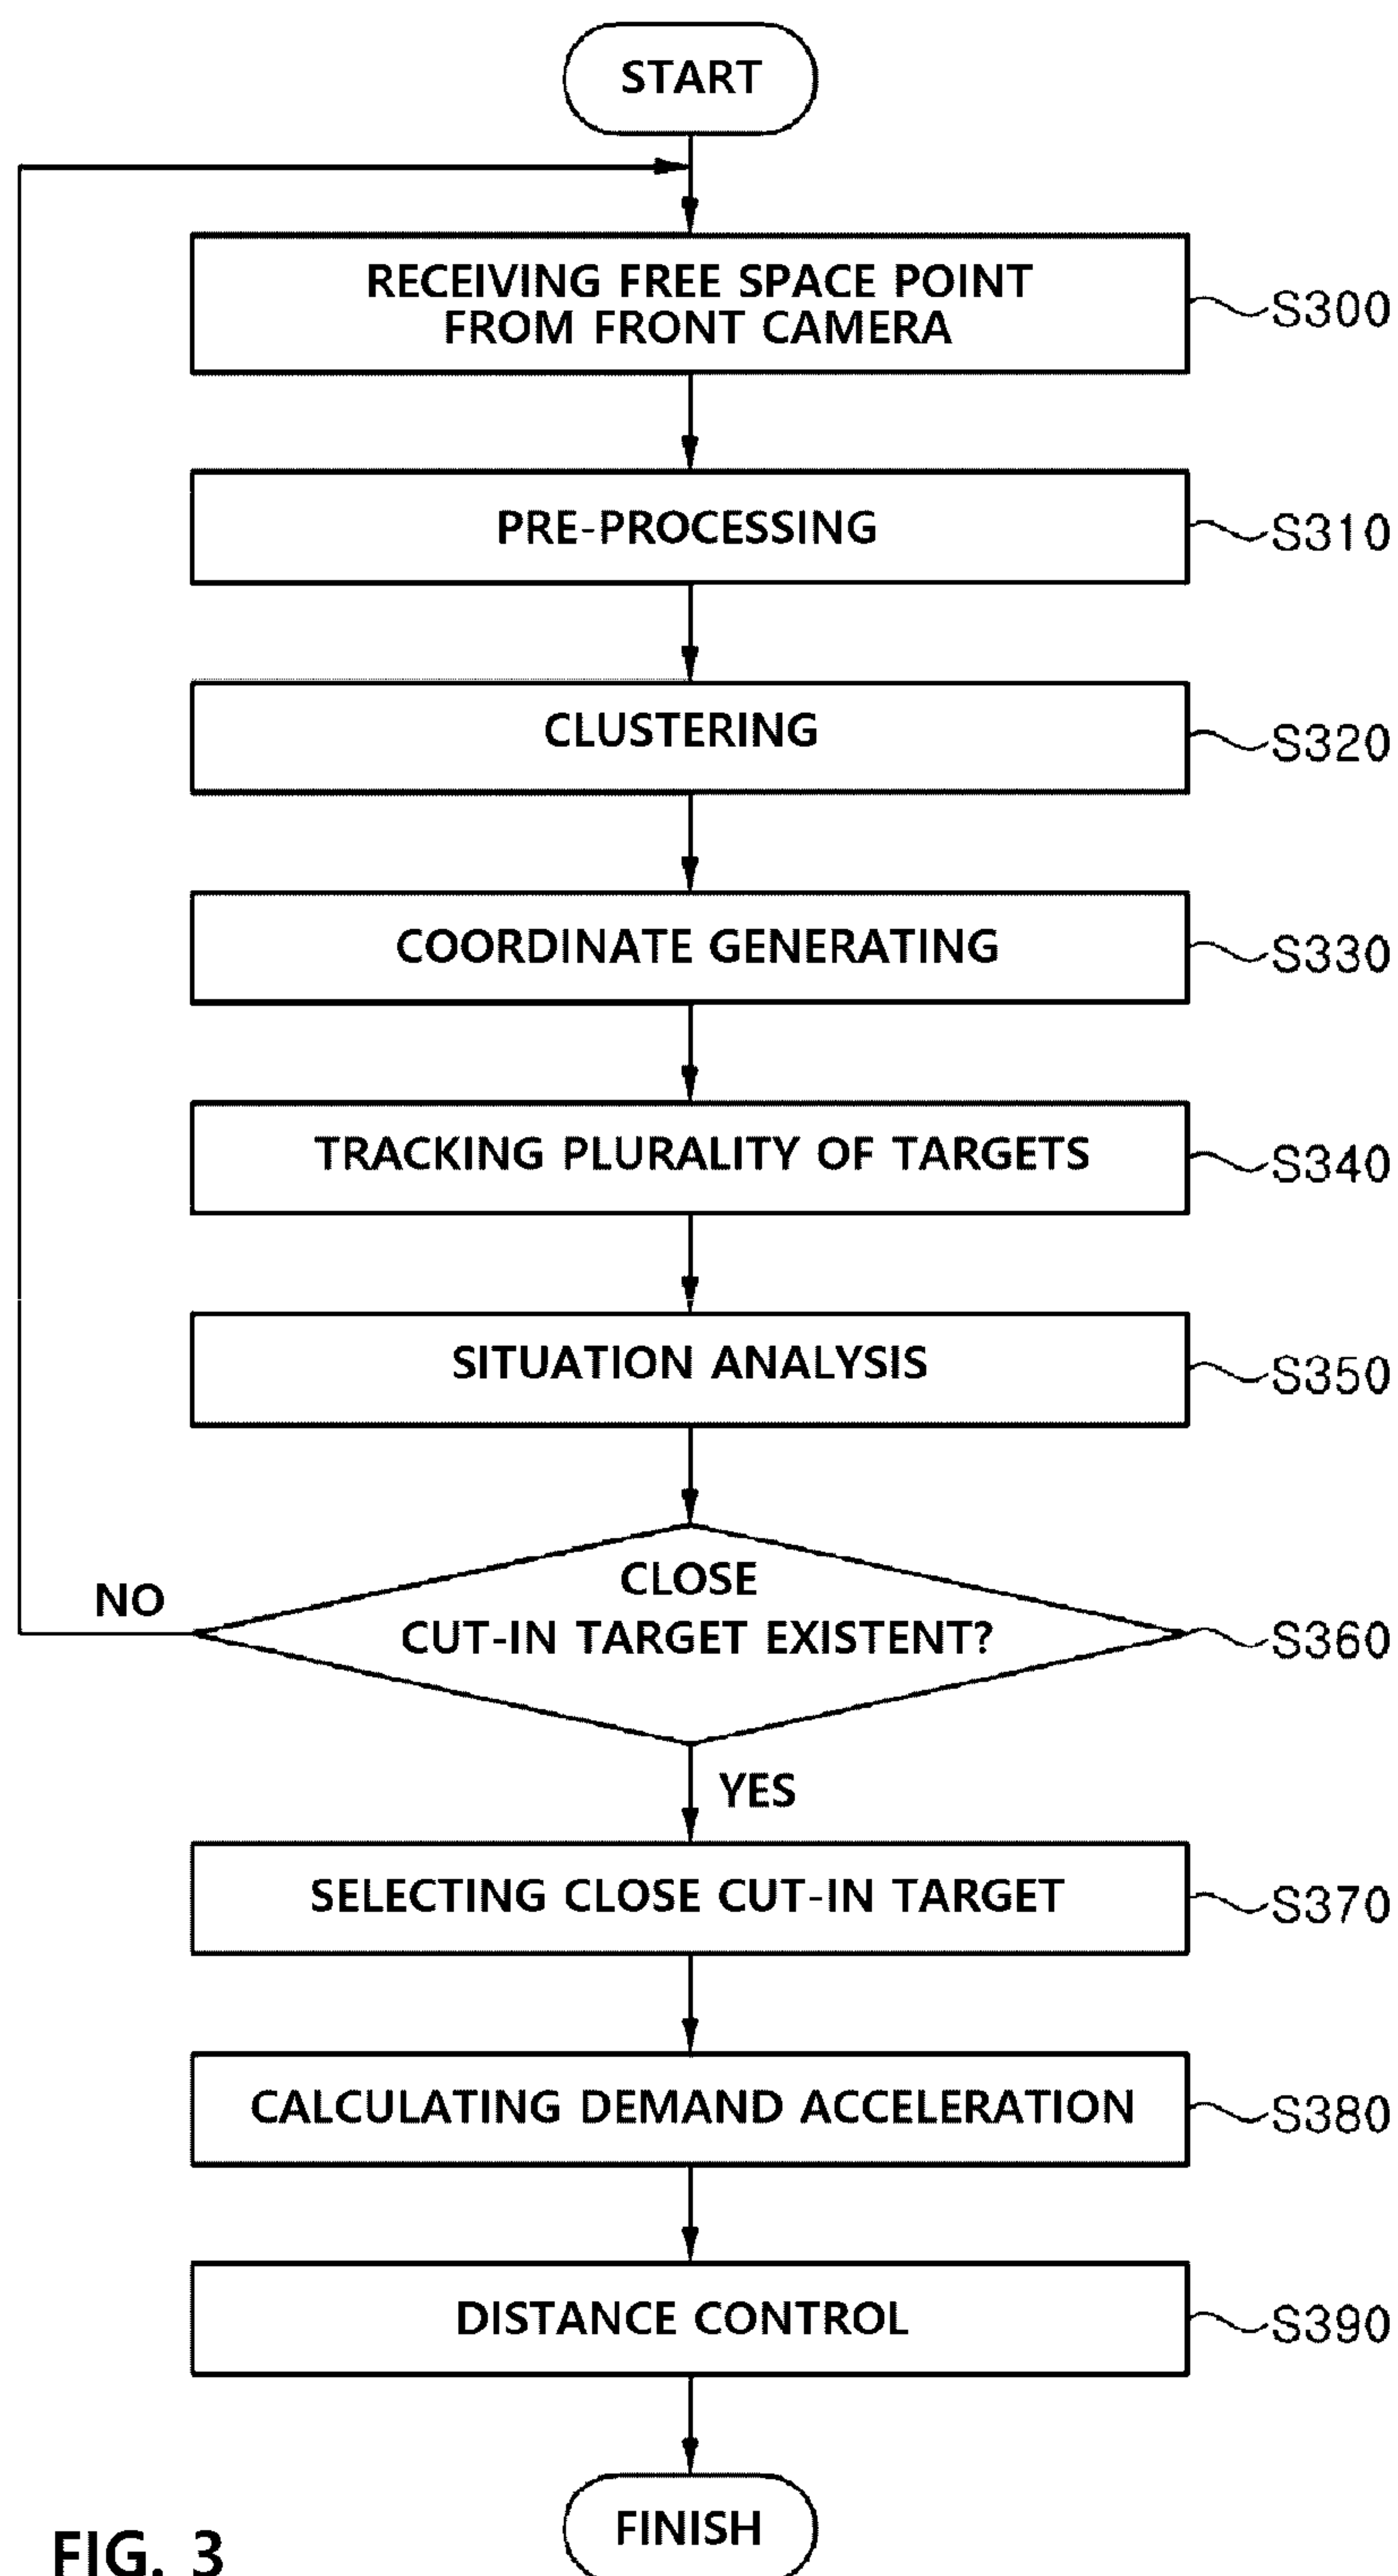 START
RECEIVING FREE SPACE POINT
FROM FRONT CAMERA
S300
PRE-PROCESSING
S310
CLUSTERING
S320
COORDINATE GENERATING
S330
TRACKING PLURALITY OF TARGETS
S340
SITUATION ANALYSIS
S350
CLOSE
CUT-IN TARGET EXISTENT?
S360
NO
YES
SELECTING CLOSE CUT-IN TARGET
S370
CALCULATING DEMAND ACCELERATION
S380
DISTANCE CONTROL
S390
FINISH
FIG. 3